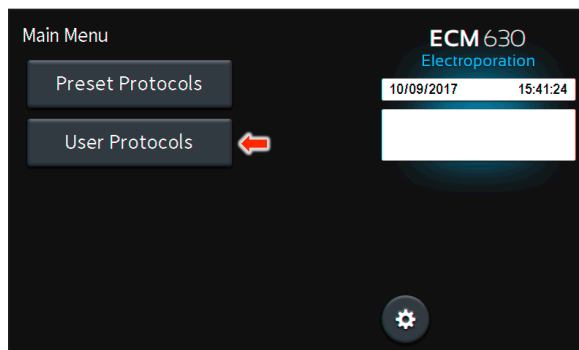 Main Menu
Preset Protocols
User Protocols
ECM 630
Electroporation
10/09/2017 15:41:24